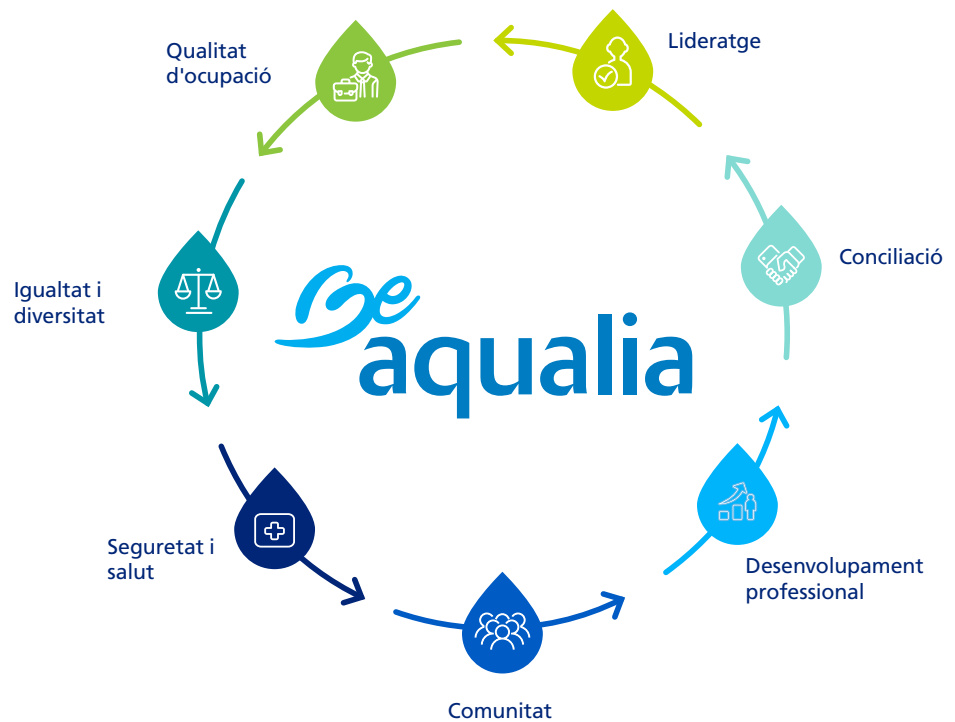 Lideratge
Qualitat
d'ocupació
Conciliació
Igualtat i
diversitat
Be
aqualia
Seguretat i
salut
Desenvolupament
professional
Comunitat